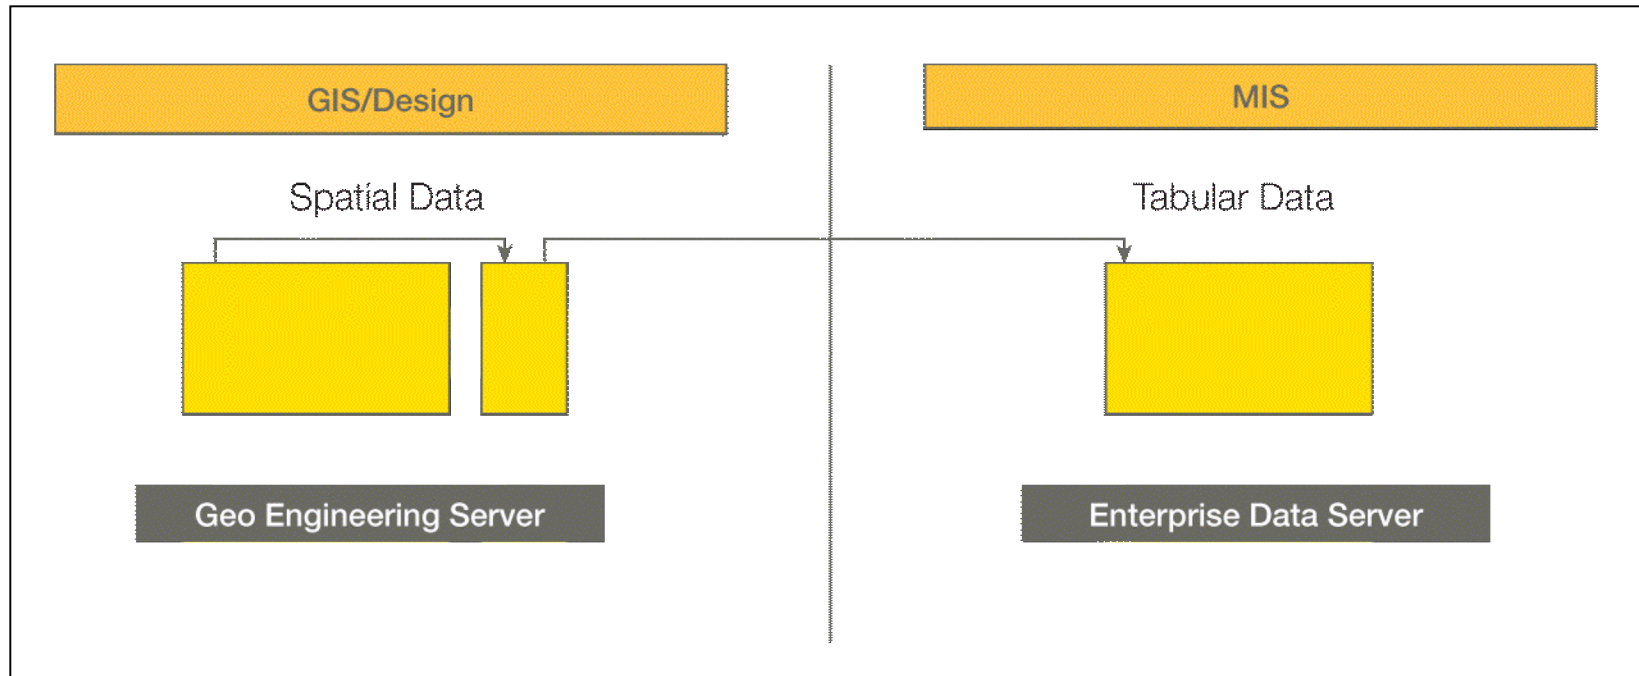 GIS/Design
MIS
Spatial Data
Tabular Data
Geo Engineering Server
Enterprise Data Server